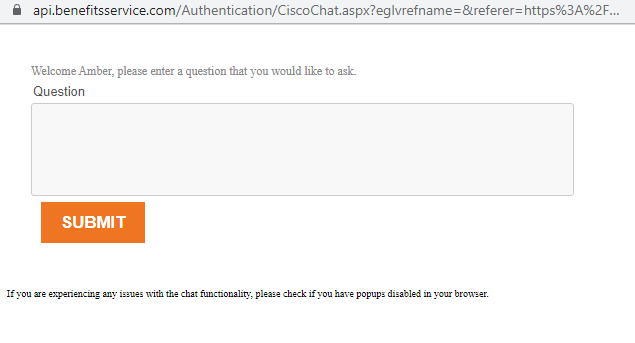 api.benefitsservice.com/Authentication/CiscoChat.aspx?eglvrefname=&referer=https%3A%2F...
Welcome Amber, please enter a question that you would like to ask.
Question
SUBMIT
If you are experiencing any issues with the chat functionality, please check if you have popups disabled in your browser.